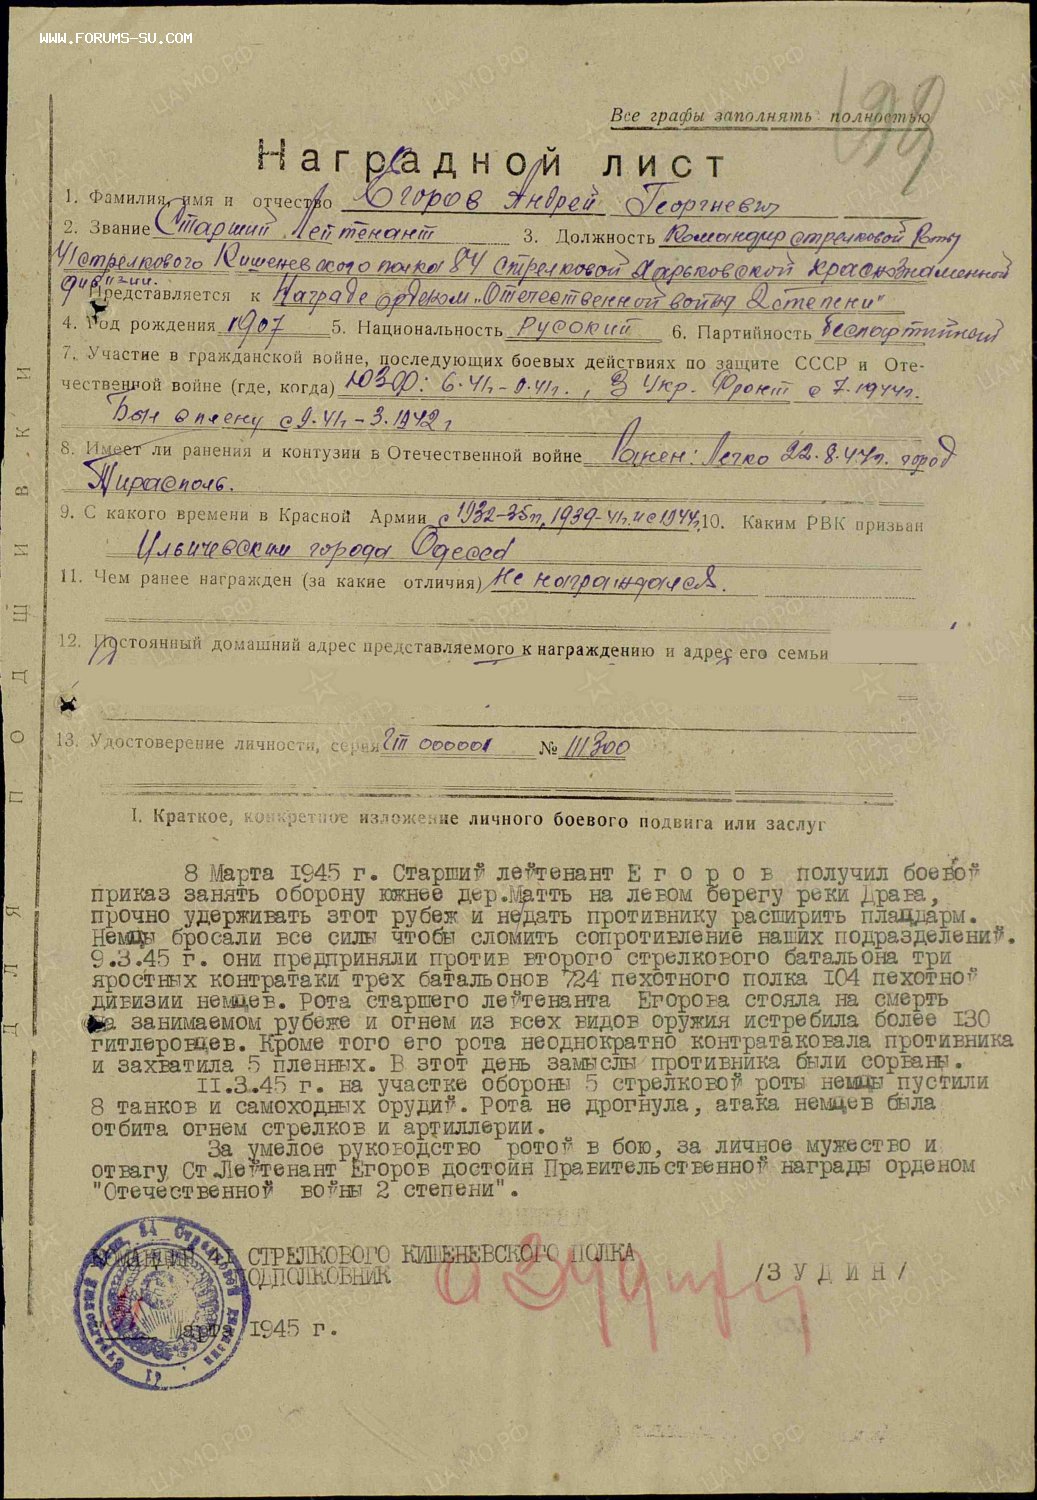 WWW.FORUMS-SU.COM
Все графы заполнять полностью
Наградной лист
1. Фамилия, имя и отчество Егоров Андрей Георгиевич
2. Звание Старший Лейтенант 3. Должность Командир стрелковой роты
41 стрелкового Кишеневского полка 84 стрелковой Харьковской краснознаменной
дивизии.
Представляется к Награде орденом „Отечественной войны 2 степени"
4. Год рождения 1907 5. Национальность Русский 6. Партийность беспартийный
7. Участие в гражданской войне, последующих боевых действиях по защите СССР и Оте-
чественной войне (где, когда) ЮЗФ: 6.41г- 9.41г., 3 Укр. Фронт с 7.1944г.
Был в плену с 9.41г - 3.1942г
8. Имеет ли ранения и контузии в Отечественной войне Ранен: Легко 22.8.44г. город
Тирасполь.
9. С какого времени в Красной Армии с 1932-35г, 1939-41г. и с 1944г. 10. Каким РВК призван
Ильичевским города Одесса
11. Чем ранее награжден (за какие отличия) Не награждался.
12. Постоянный домашний адрес представляемого к награждению и адрес его семьи
13. Удостоверение личности, серия 000001 № 111300
ДЛЯ ПОДШИВКИ
I. Краткое, конкретное изложение личного боевого подвига или заслуг
8 Марта 1945 г. Старший лейтенант Е г о р о в получил боевой
приказ занять оборону южнее дер.Матть на левом берегу реки Драва,
прочно удерживать этот рубеж и недать противнику расширить плацдарм.
Немцы бросали все силы чтобы сломить сопротивление наших подразделений.
9.3.45 г. они предприняли против второго стрелкового батальона три
яростных контратаки трех батальонов 724 пехотного полка 104 пехотной
дивизии немцев. Рота старшего лейтенанта Егорова стояла на смерть
на занимаемом рубеже и огнем из всех видов оружия истребила более 130
гитлеровцев. Кроме того его рота неоднократно контратаковала противника
и захватила 5 пленных. В этот день замыслы противника были сорваны.
11.3.45 г. на участке обороны 5 стрелковой роты немцы пустили
8 танков и самоходных орудий. Рота не дрогнула, атака немцев была
отбита огнем стрелков и артиллерии.
За умелое руководство ротой в бою, за личное мужество и
отвагу Ст.Лейтенант Егоров достоин Правительственной награды орденом
"Отечественной войны 2 степени".
КОМАНДИР 41 СТРЕЛКОВОГО КИШЕНЕВСКОГО ПОЛКА
ПОДПОЛКОВНИК /З У Д И Н/
Марта 1945 г.